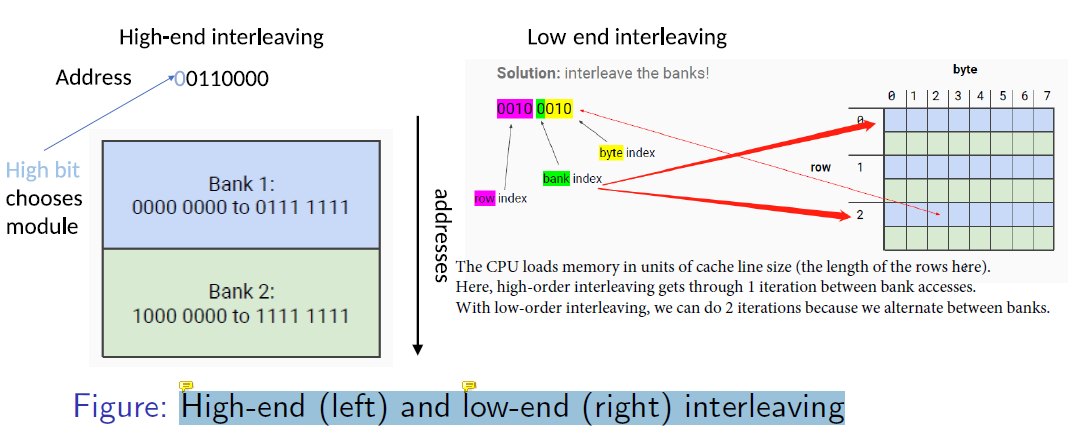 High-end interleaving
Address 00110000
High bit
chooses
module
Bank 1:
0000 0000 to 0111 1111
Bank 2:
1000 0000 to 1111 1111
addresses
Low end interleaving
Solution: interleave the banks!
0010 0010
byte index
bank index
row index
byte
0 1 2 3 4 5 6 7
row
0
1
2
The CPU loads memory in units of cache line size (the length of the rows here).
Here, high-order interleaving gets through 1 iteration between bank accesses.
With low-order interleaving, we can do 2 iterations because we alternate between banks.
Figure: High-end (left) and low-end (right) interleaving